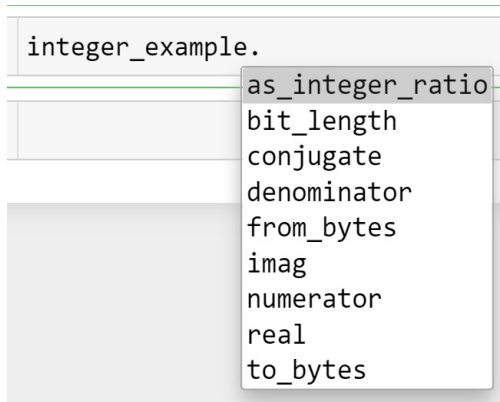 integer_example.
as_integer_ratio
bit_length
conjugate
denominator
from_bytes
imag
numerator
real
to_bytes